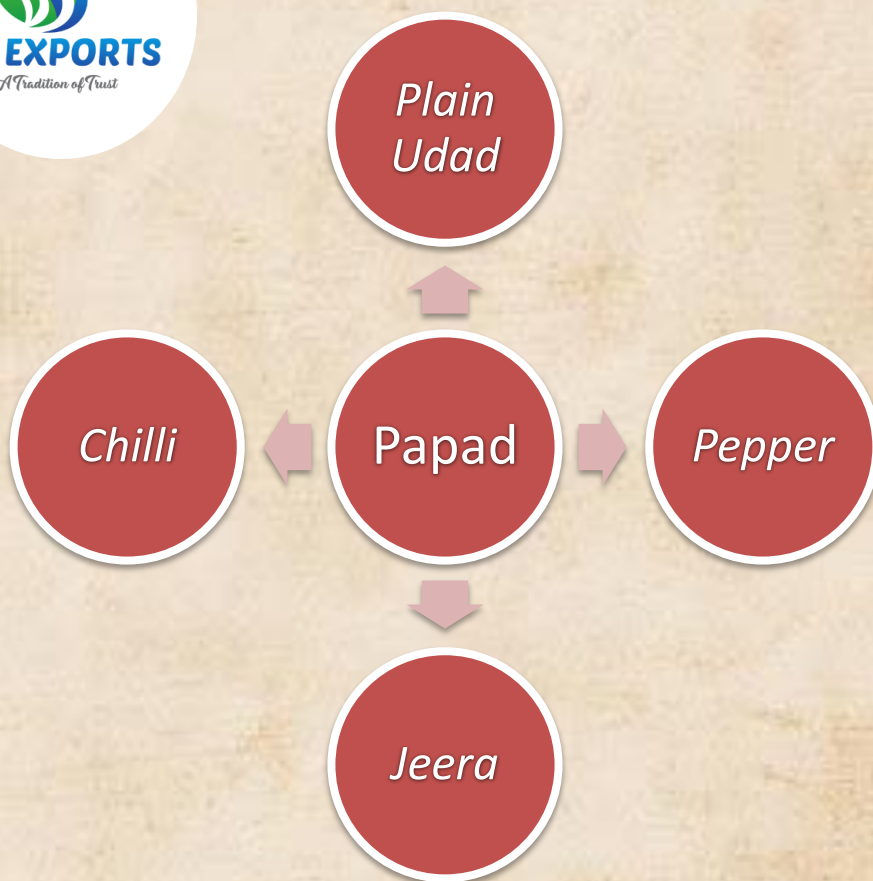 EXPORTS
A Tradition of Trust
Plain
Udad
Chilli
Papad
Pepper
Jeera